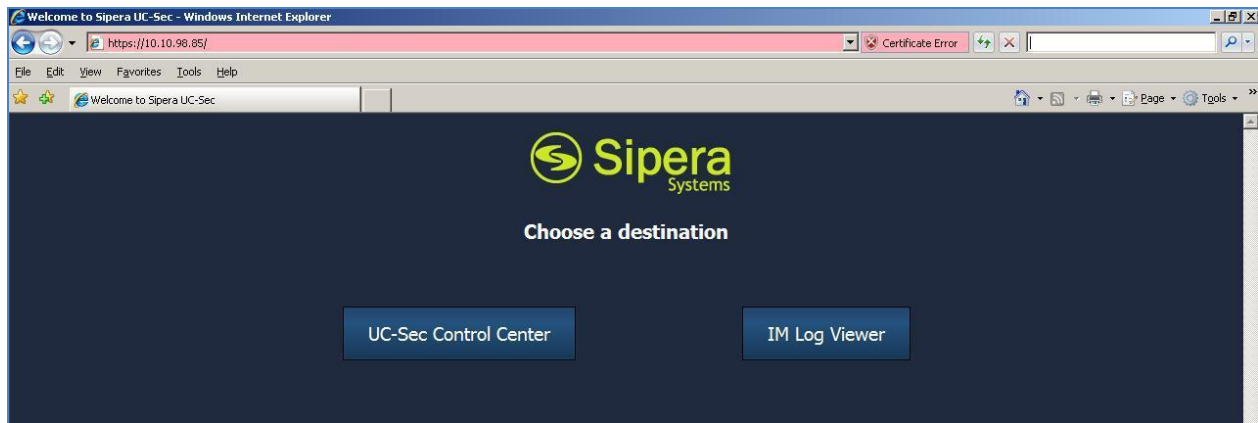 Welcome to Sipera UC-Sec - Windows Internet Explorer
https://10.10.98.85/
Certificate Error
File Edit View Favorites Tools Help
Welcome to Sipera UC-Sec
Page Tools
Sipera
Systems
Choose a destination
UC-Sec Control Center
IM Log Viewer